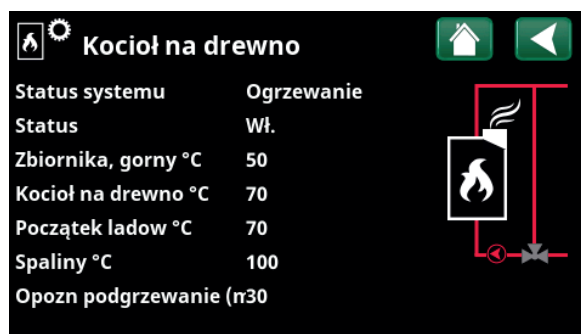 Kocioł na drewno
Status systemu Ogrzewanie
Status Wł.
Zbiornika, gorny °C 50
Kocioł na drewno °C 70
Początek ladow °C 70
Spaliny °C 100
Opozn podgrzewanie (m30